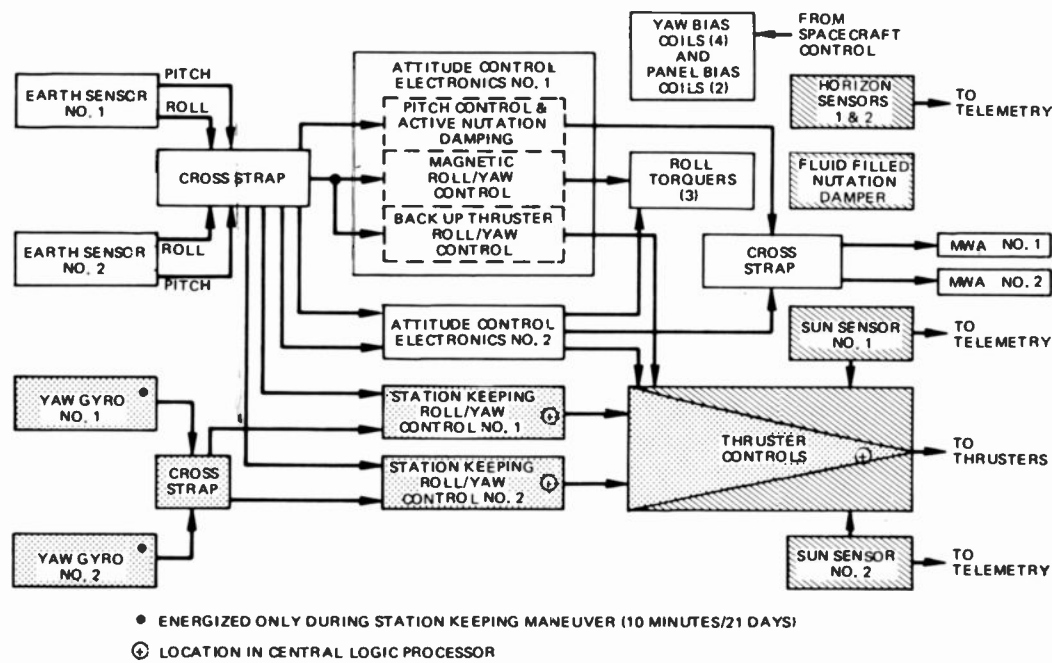 YAW BIAS
COILS (4)
AND
PANEL BIAS
COILS (2)
FROM
SPACECRAFT
CONTROL
ATTITUDE CONTROL
ELECTRONICS NO. 1
PITCH CONTROL &
ACTIVE NUTATION
DAMPING
MAGNETIC
ROLL/YAW
CONTROL
BACK UP THRUSTER
ROLL/YAW
CONTROL
PITCH
EARTH SENSOR
NO. 1
ROLL
CROSS STRAP
EARTH SENSOR
NO. 2
ROLL
PITCH
HORIZON
SENSORS
1 & 2
TO
TELEMETRY
ROLL
TORQUERS
(3)
FLUID FILLED
NUTATION
DAMPER
CROSS
STRAP
MWA NO. 1
MWA NO. 2
ATTITUDE CONTROL
ELECTRONICS NO. 2
SUN SENSOR
NO. 1
TO
TELEMETRY
YAW GYRO
NO. 1
CROSS
STRAP
YAW GYRO
NO. 2
STATION KEEPING
ROLL/YAW
CONTROL NO. 1
STATION KEEPING
ROLL/YAW
CONTROL NO. 2
THRUSTER
CONTROLS
TO
THRUSTERS
SUN SENSOR
NO. 2
TO
TELEMETRY
● ENERGIZED ONLY DURING STATION KEEPING MANEUVER (10 MINUTES/21 DAYS)
⊕ LOCATION IN CENTRAL LOGIC PROCESSOR